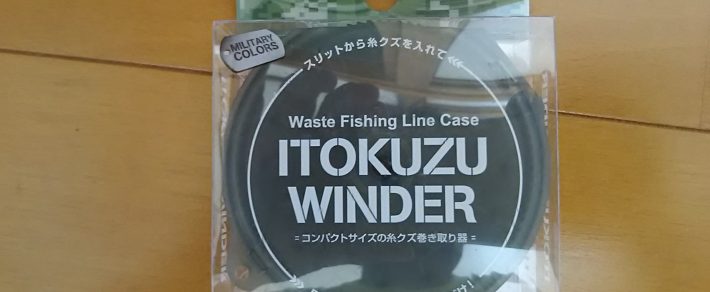 MILITARY
COLORS
スリットから糸クズを入れて
Waste Fishing Line Case
ITOKUZU
WINDER
=コンパクトサイズの糸クズ巻き取り器=